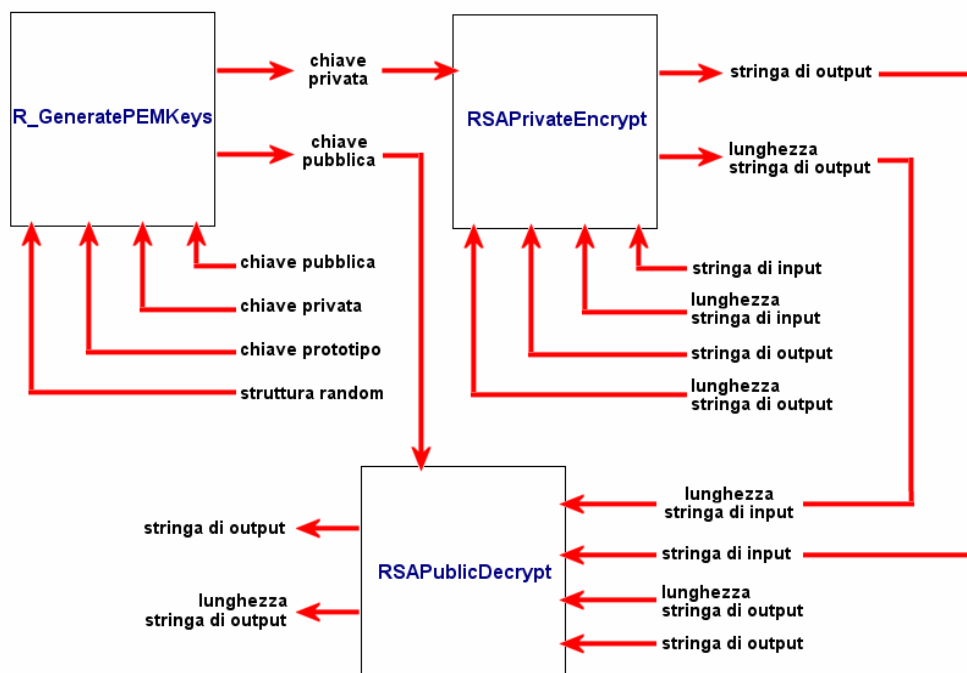 R_GeneratePEMKeys
chiave
privata
chiave
pubblica
chiave pubblica
chiave privata
chiave prototipo
struttura random
RSAPrivateEncrypt
stringa di output
lunghezza
stringa di output
stringa di input
lunghezza
stringa di input
stringa di output
lunghezza
stringa di output
RSAPublicDecrypt
stringa di output
lunghezza
stringa di output
lunghezza
stringa di input
stringa di input
lunghezza
stringa di output
stringa di output